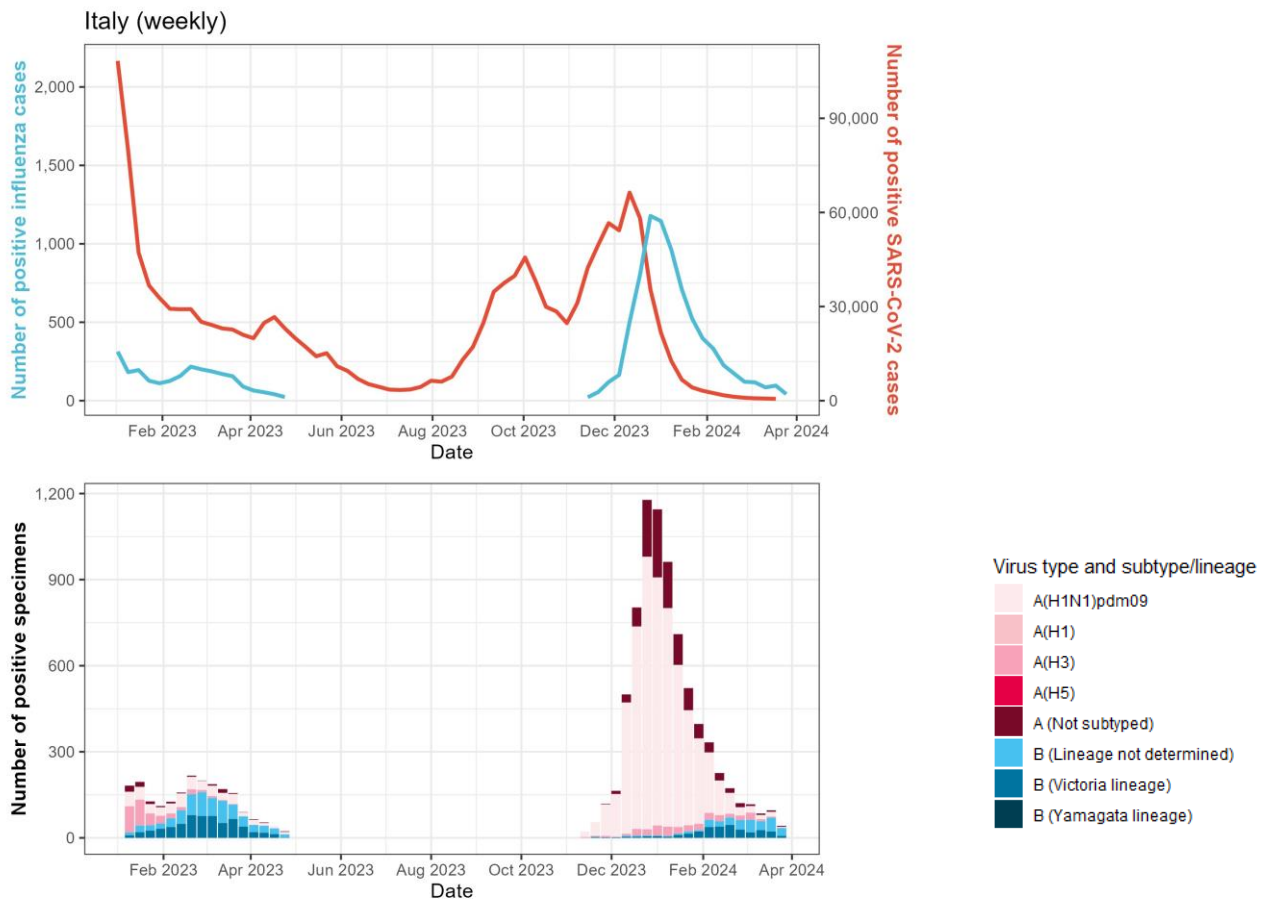 Italy (weekly)
Number of positive influenza cases
2,000
1,500
1,000
500
0
90,000
60,000
30,000
0
Number of positive SARS-CoV-2 cases
Feb 2023 Apr 2023 Jun 2023 Aug 2023 Oct 2023 Dec 2023 Feb 2024 Apr 2024
Date
Number of positive specimens
1,200
900
600
300
0
Feb 2023 Apr 2023 Jun 2023 Aug 2023 Oct 2023 Dec 2023 Feb 2024 Apr 2024
Date
Virus type and subtype/lineage
A(H1N1)pdm09
A(H1)
A(H3)
A(H5)
A (Not subtyped)
B (Lineage not determined)
B (Victoria lineage)
B (Yamagata lineage)